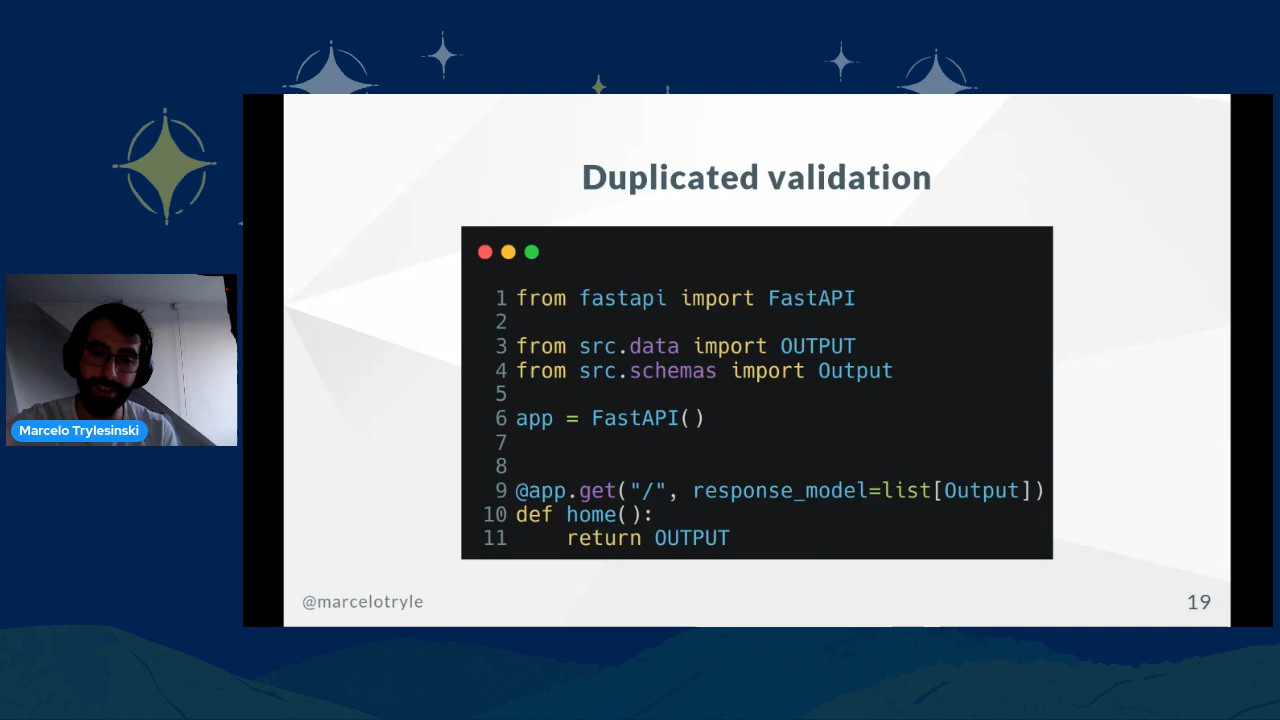 Duplicated validation
1 from fastapi import FastAPI
2
3 from src.data import OUTPUT
4 from src.schemas import Output
5
6 app = FastAPI()
7
8
9 @app.get("/", response_model=list[Output])
10 def home():
11     return OUTPUT
Marcelo Trylesinski
@marcelotryle
19